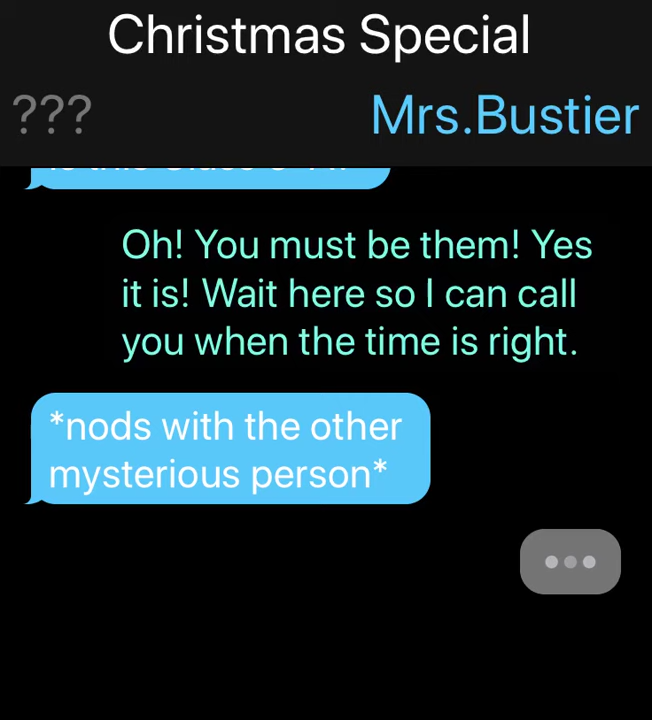 Christmas Special
??? Mrs.Bustier
Oh! You must be them! Yes
it is! Wait here so I can call
you when the time is right.
*nods with the other
mysterious person*